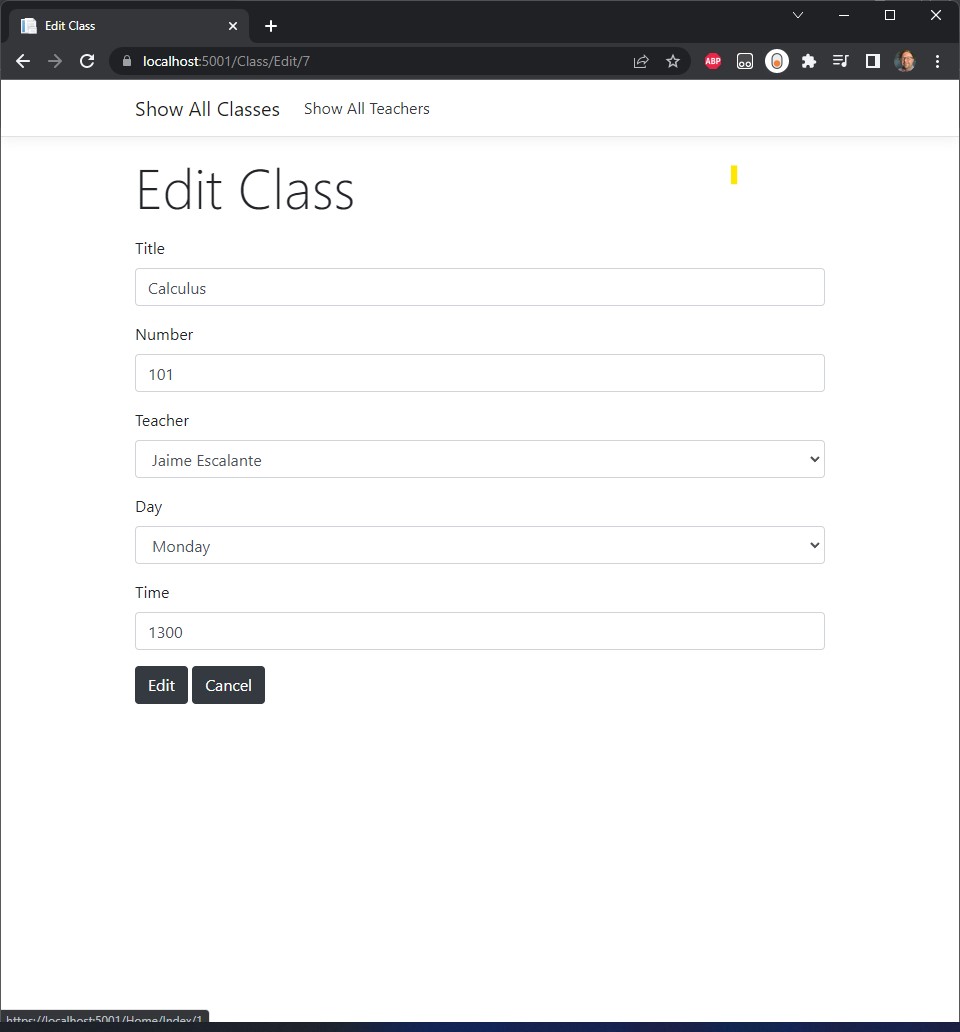 Edit Class
localhost:5001/Class/Edit/7
ABP
Show All Classes Show All Teachers
Edit Class
Title
Calculus
Number
101
Teacher
Jaime Escalante
Day
Monday
Time
1300
Edit Cancel
https://localhost:5001/Home/Index/1